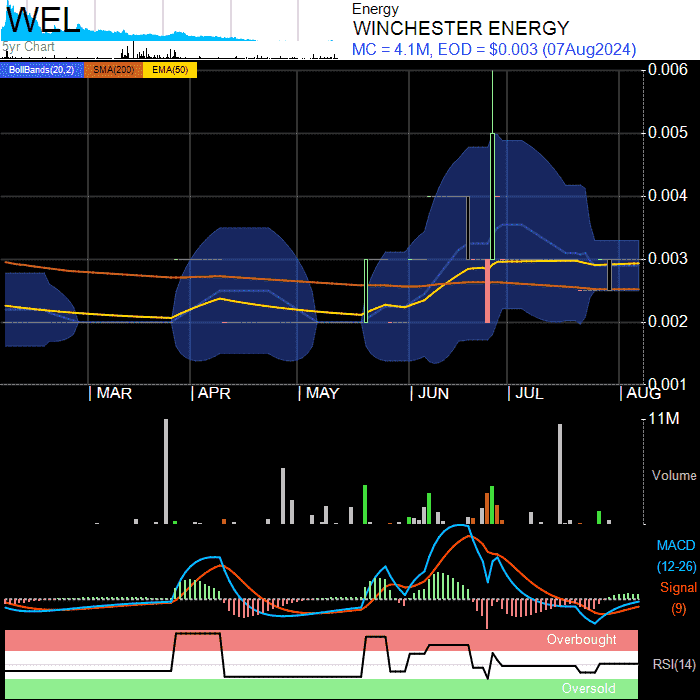 WEL
5yr Chart
Energy
WINCHESTER ENERGY
MC = 4.1M, EOD = $0.003 (07Aug2024)
BollBands(20,2) SMA(200) EMA(50)
0.006
0.005
0.004
0.003
0.002
0.001
| MAR | APR | MAY | JUN | JUL | AUG
11M
Volume
MACD
(12-26)
Signal
(9)
Overbought
RSI(14)
Oversold